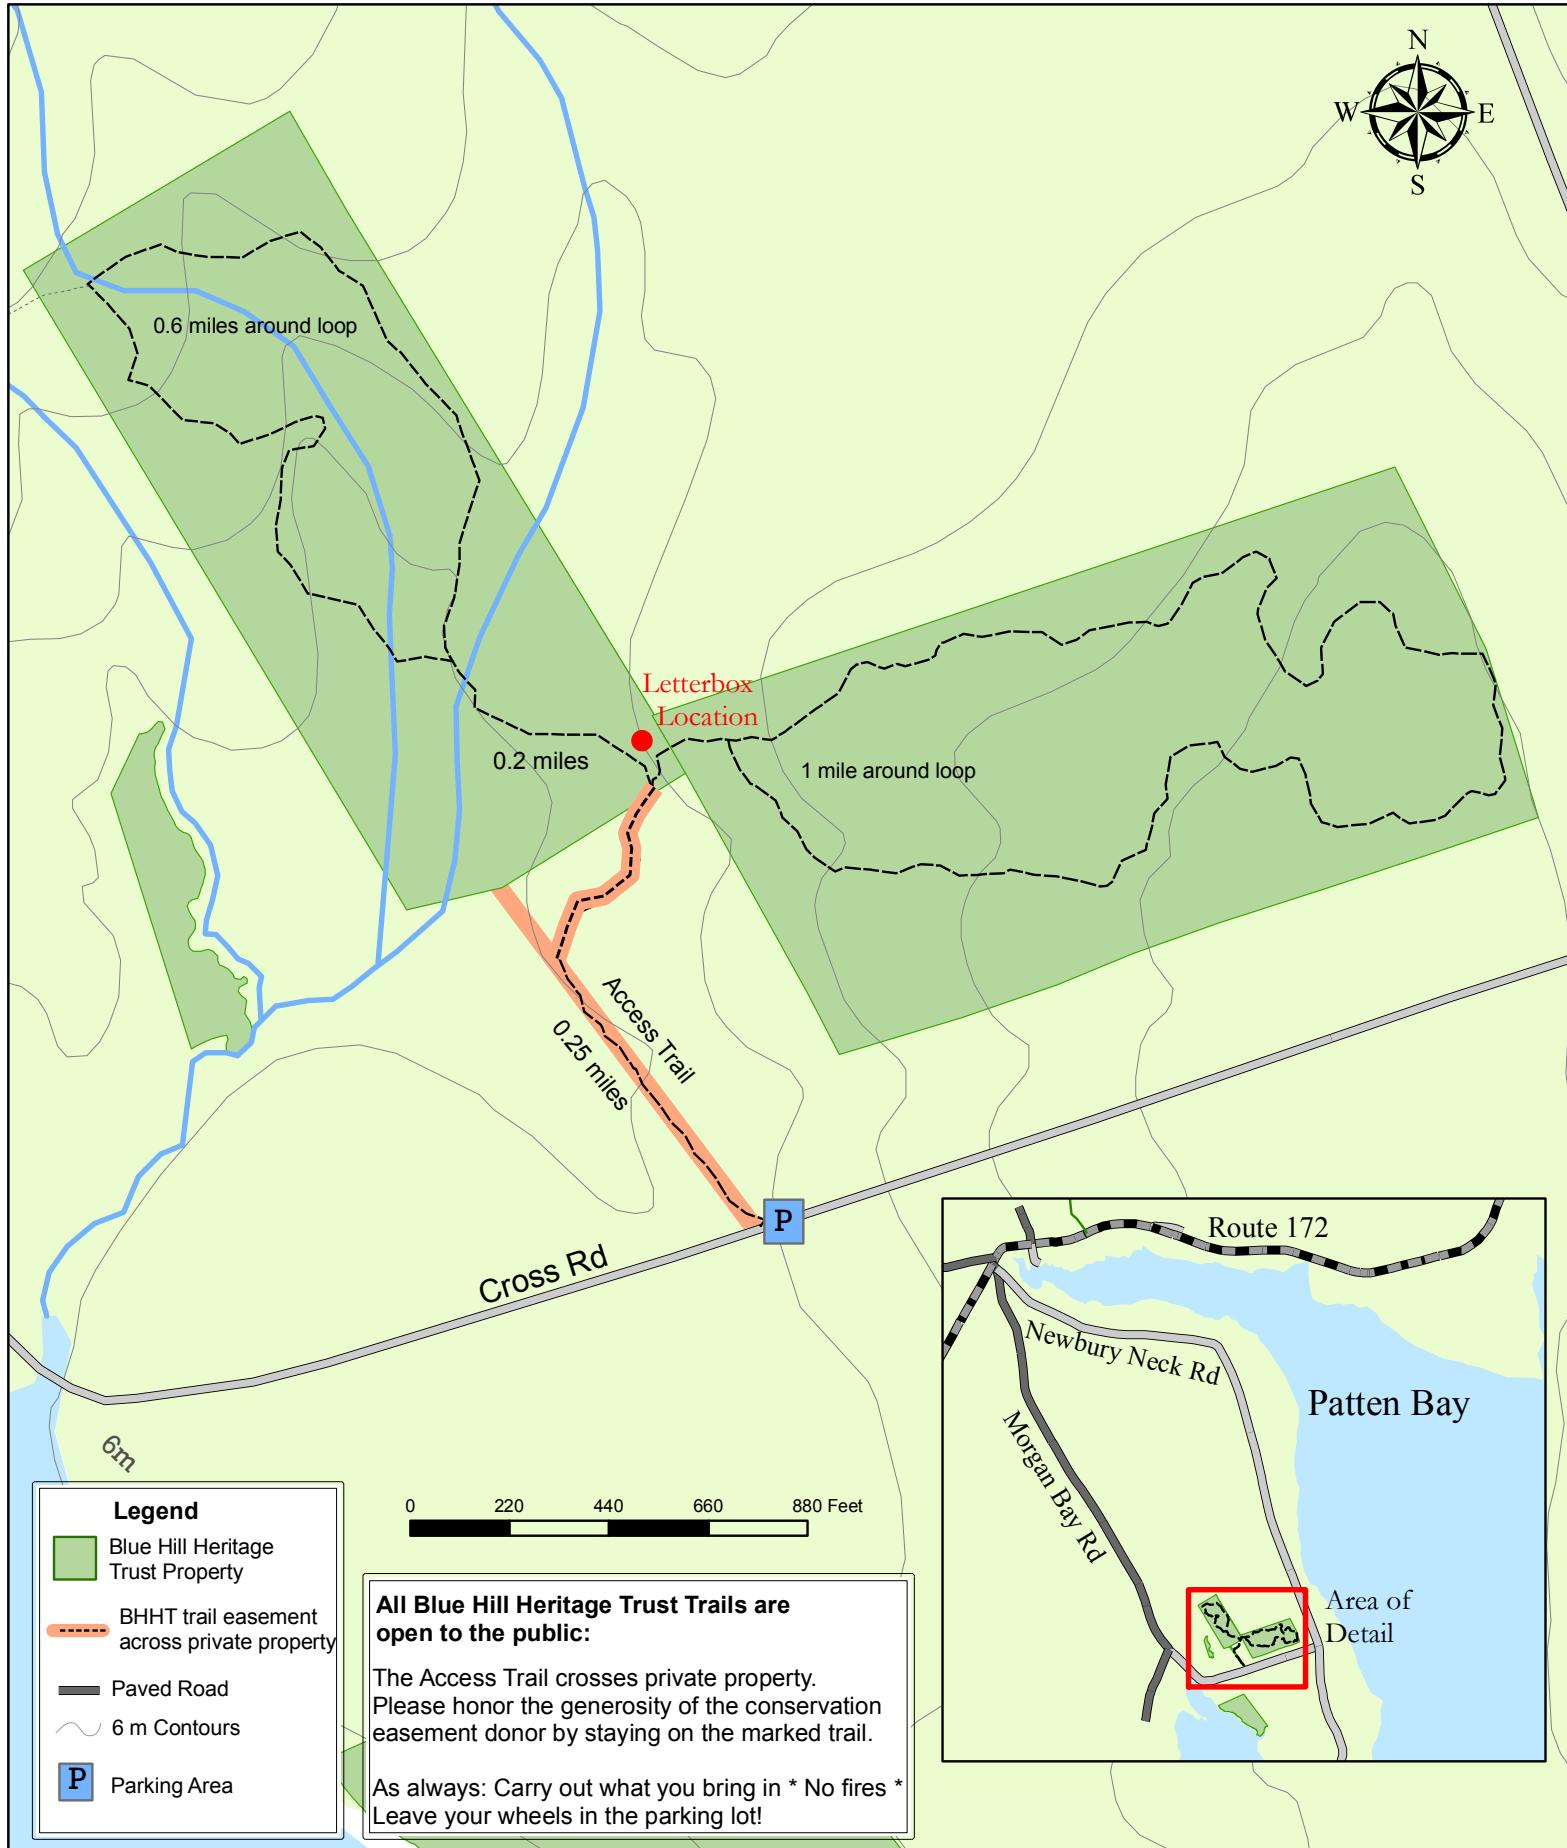 N
W
E
S
0.6 miles around loop
Letterbox
Location
0.2 miles
1 mile around loop
Access Trail
0.25 miles
P
Cross Rd
6m
Legend
Blue Hill Heritage
Trust Property
BHHT trail easement
across private property
Paved Road
6 m Contours
P
Parking Area
0 220 440 660 880 Feet
All Blue Hill Heritage Trust Trails are
open to the public:
The Access Trail crosses private property.
Please honor the generosity of the conservation
easement donor by staying on the marked trail.
As always: Carry out what you bring in * No fires *
Leave your wheels in the parking lot!
Route 172
Newbury Neck Rd
Patten Bay
Morgan Bay Rd
Area of
Detail